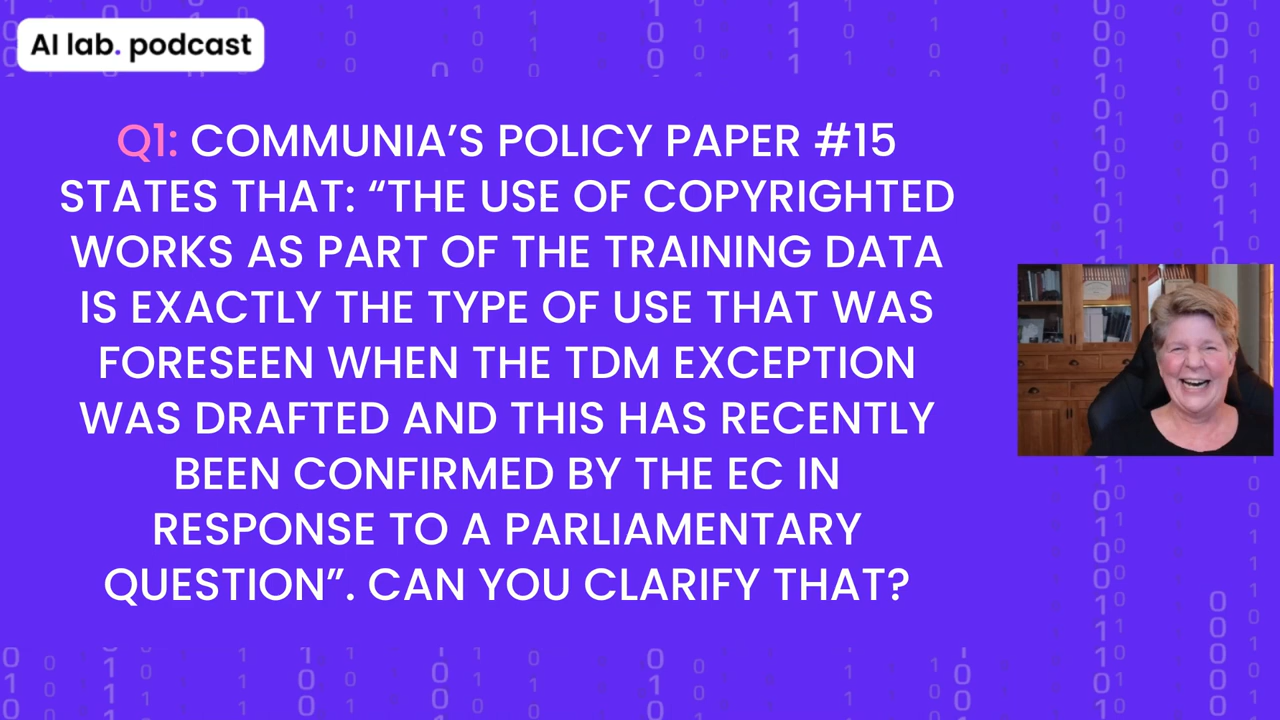 AI lab. podcast
Q1: COMMUNIA’S POLICY PAPER #15
STATES THAT: “THE USE OF COPYRIGHTED
WORKS AS PART OF THE TRAINING DATA
IS EXACTLY THE TYPE OF USE THAT WAS
FORESEEN WHEN THE TDM EXCEPTION
WAS DRAFTED AND THIS HAS RECENTLY
BEEN CONFIRMED BY THE EC IN
RESPONSE TO A PARLIAMENTARY
QUESTION”. CAN YOU CLARIFY THAT?